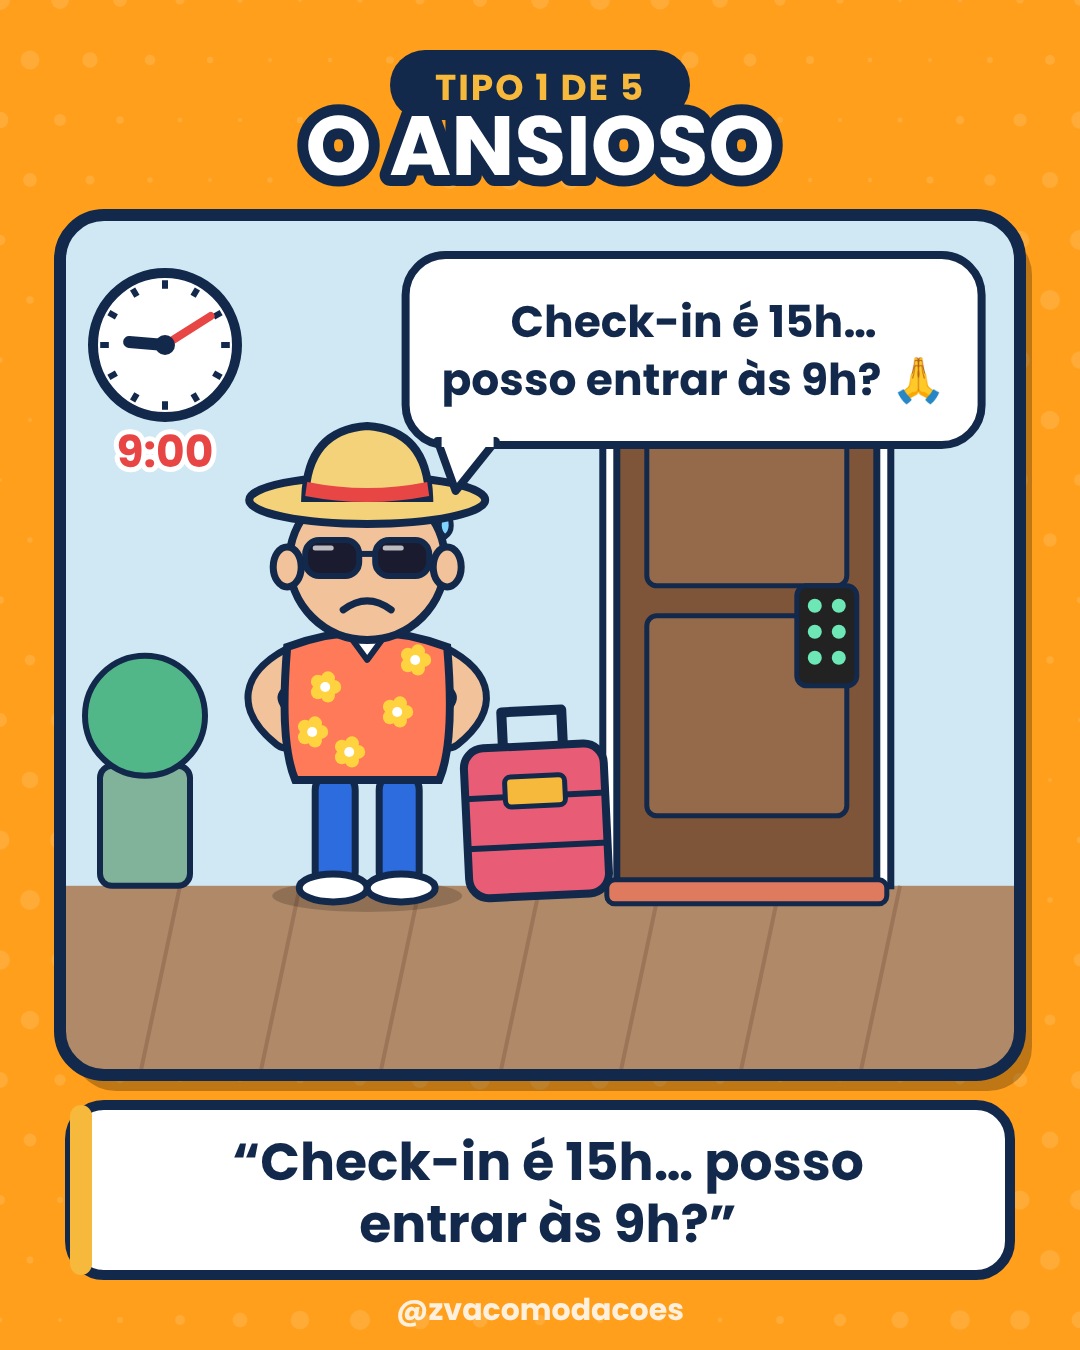 TIPO 1 DE 5
O ANSIOSO
Check-in é 15h...
posso entrar às 9h? 🙏
9:00
“Check-in é 15h... posso
entrar às 9h?”
@zvacomodacoes